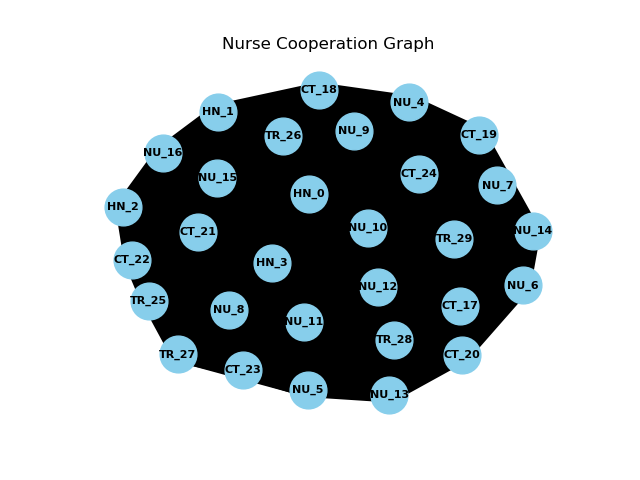 Nurse Cooperation Graph
CT_18
NU_4
HN_1
NU_9
CT_19
TR_26
NU_16
CT_24
NU_15
NU_7
HN_0
HN_2
NU_10
NU_14
CT_21
TR_29
CT_22
HN_3
NU_6
NU_12
TR_25
CT_17
NU_8
NU_11
TR_28
TR_27
CT_20
CT_23
NU_5
NU_13